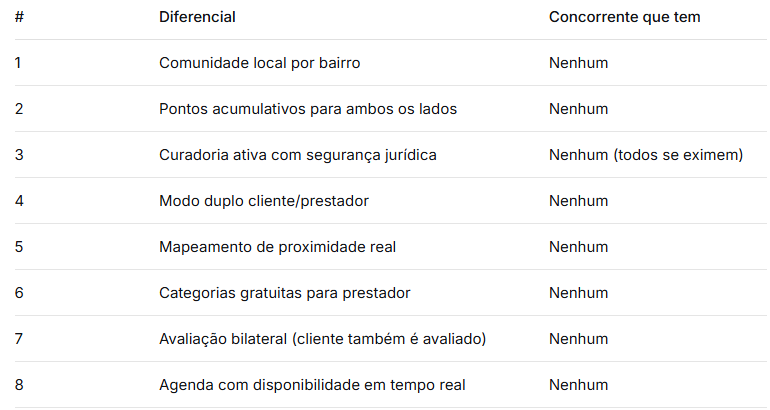 # Diferencial Concorrente que tem
1 Comunidade local por bairro Nenhum
2 Pontos acumulativos para ambos os lados Nenhum
3 Curadoria ativa com segurança jurídica Nenhum (todos se eximem)
4 Modo duplo cliente/prestador Nenhum
5 Mapeamento de proximidade real Nenhum
6 Categorias gratuitas para prestador Nenhum
7 Avaliação bilateral (cliente também é avaliado) Nenhum
8 Agenda com disponibilidade em tempo real Nenhum